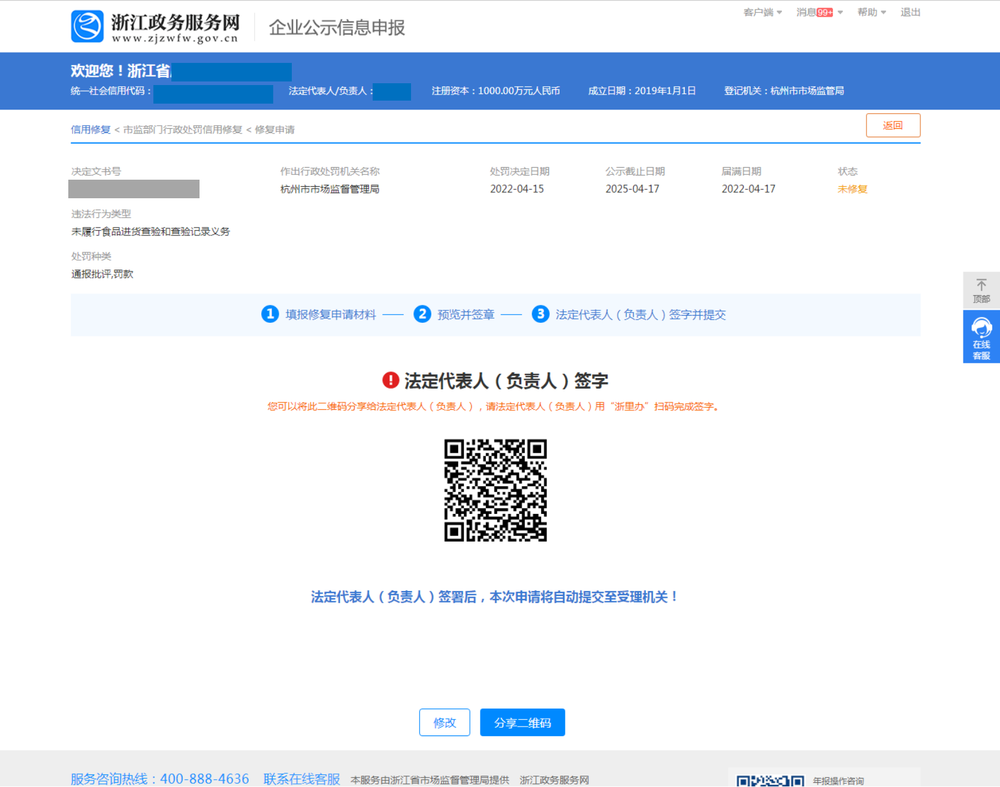 浙江政务服务网
www.zjzwfw.gov.cn
企业公示信息申报
客户端 消息99+ 帮助 退出
欢迎您！浙江省
统一社会信用代码： 法定代表人/负责人： 注册资本：1000.00万元人民币 成立日期：2019年1月1日 登记机关：杭州市市场监管局
信用修复 < 市监部门行政处罚信用修复 < 修复申请
返回
决定文书号 作出行政处罚机关名称 处罚决定日期 公示截止日期 届满日期 状态
杭州市市场监督管理局 2022-04-15 2025-04-17 2022-04-17 未修复
违法行为类型
未履行食品进货查验和查验记录义务
处罚种类
通报批评,罚款
顶部
1 填报修复申请材料 2 预览并签章 3 法定代表人（负责人）签字并提交
在线
客服
法定代表人（负责人）签字
您可以将此二维码分享给法定代表人（负责人），请法定代表人（负责人）用“浙里办”扫码完成签字。
法定代表人（负责人）签署后，本次申请将自动提交至受理机关！
修改 分享二维码
服务咨询热线：400-888-4636 联系在线客服 本服务由浙江省市场监督管理局提供 浙江政务服务网
年报操作咨询